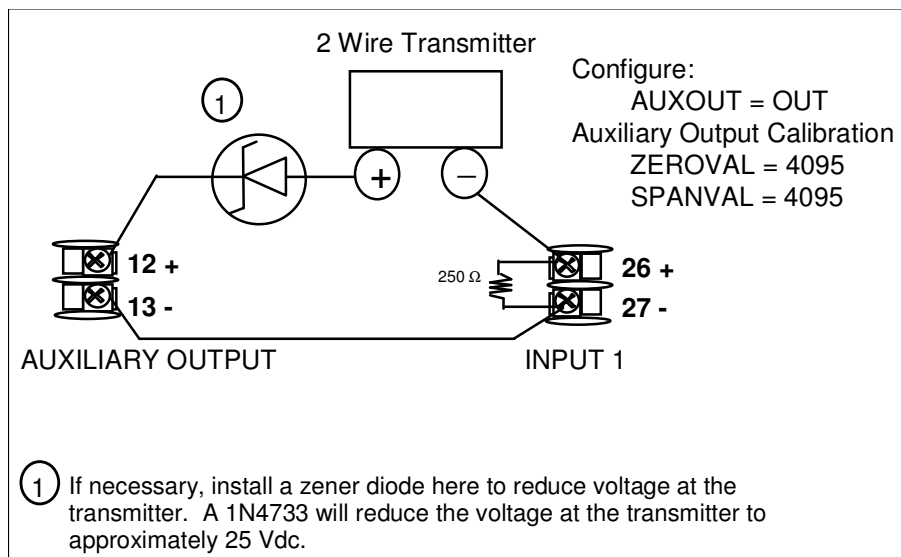 2 Wire Transmitter
1
Configure:
AUXOUT = OUT
Auxiliary Output Calibration
ZEROVAL = 4095
SPANVAL = 4095
+ −
12 +
13 -
250 Ω
26 +
27 -
AUXILIARY OUTPUT
INPUT 1
1 If necessary, install a zener diode here to reduce voltage at the
transmitter. A 1N4733 will reduce the voltage at the transmitter to
approximately 25 Vdc.